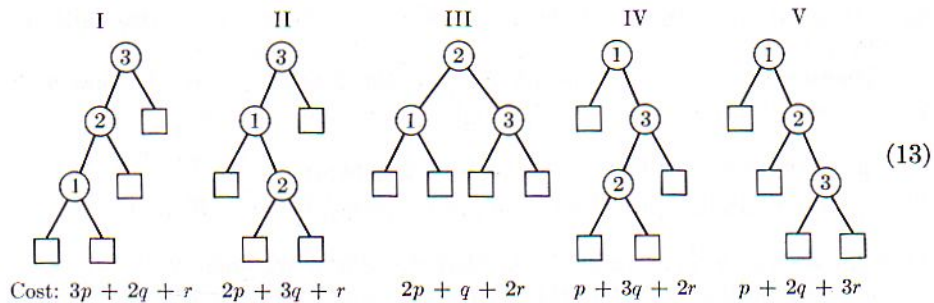 I II III IV V
3 3 2 1 1
2 1 1 3 3 2
1 2 2 3
(13)
Cost: 3p + 2q + r 2p + 3q + r 2p + q + 2r p + 3q + 2r p + 2q + 3r